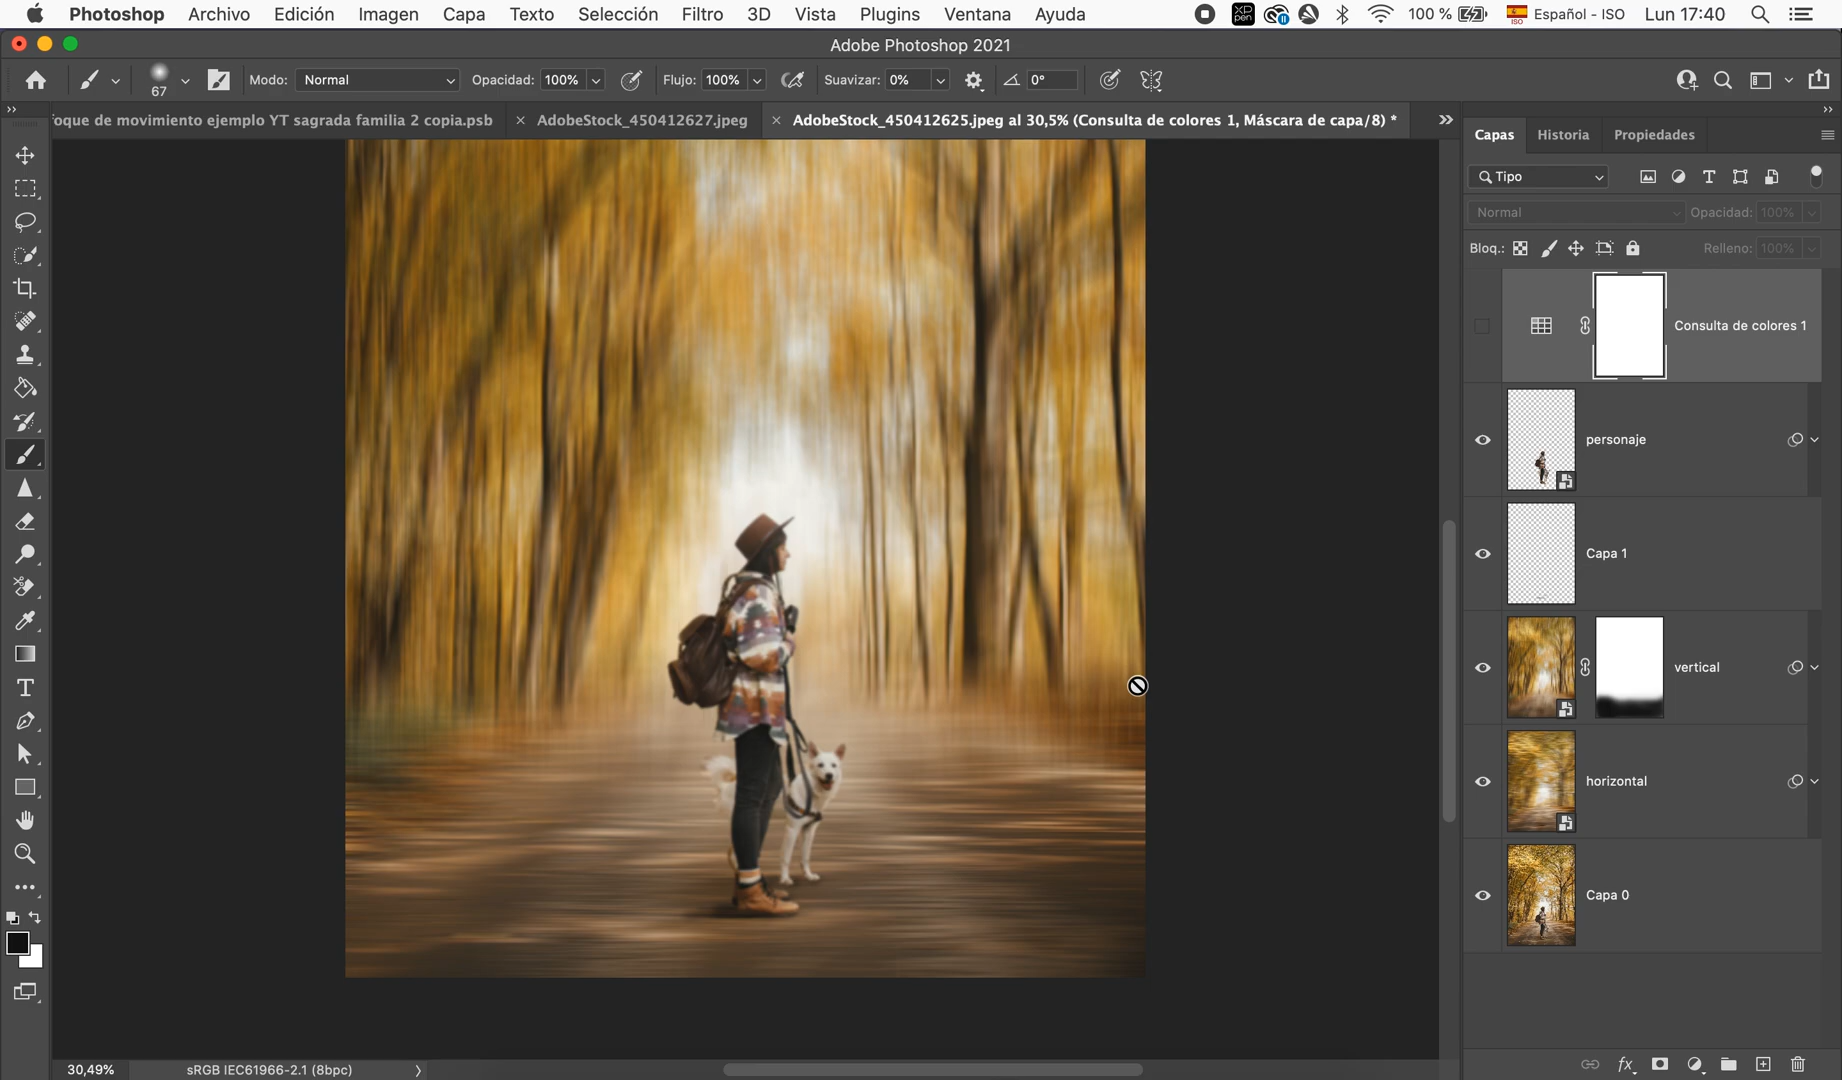 Photoshop Archivo Edición Imagen Capa Texto Selección Filtro 3D Vista Plugins Ventana Ayuda XP pen 100 % ISO Español - ISO Lun 17:40
Adobe Photoshop 2021
67 Modo: Normal Opacidad: 100% Flujo: 100% Suavizar: 0% 0°
oque de movimiento ejemplo YT sagrada familia 2 copia.psb × AdobeStock_450412627.jpeg × AdobeStock_450412625.jpeg al 30,5% (Consulta de colores 1, Máscara de capa/8) *
Capas Historia Propiedades
Tipo
Normal Opacidad: 100%
Bloq.: Relleno: 100%
Consulta de colores 1
personaje
Capa 1
vertical
horizontal
Capa 0
30,49% sRGB IEC61966-2.1 (8bpc)
fx